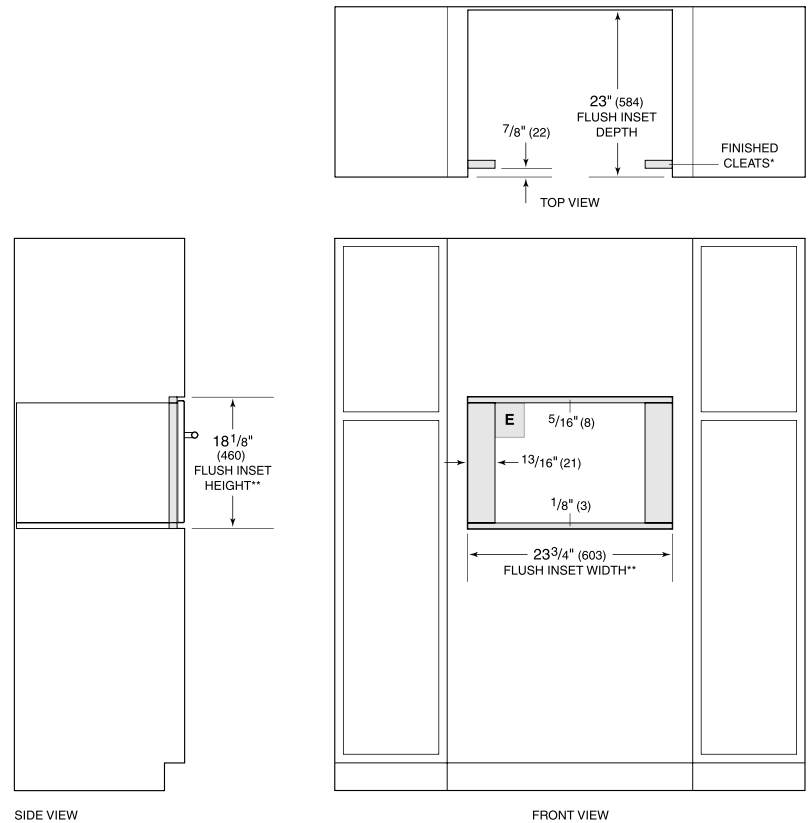 23" (584)
FLUSH INSET
DEPTH
7/8" (22)
FINISHED
CLEATS*
TOP VIEW
18 1/8"
(460)
FLUSH INSET
HEIGHT**
E
5/16" (8)
13/16" (21)
1/8" (3)
23 3/4" (603)
FLUSH INSET WIDTH**
SIDE VIEW
FRONT VIEW